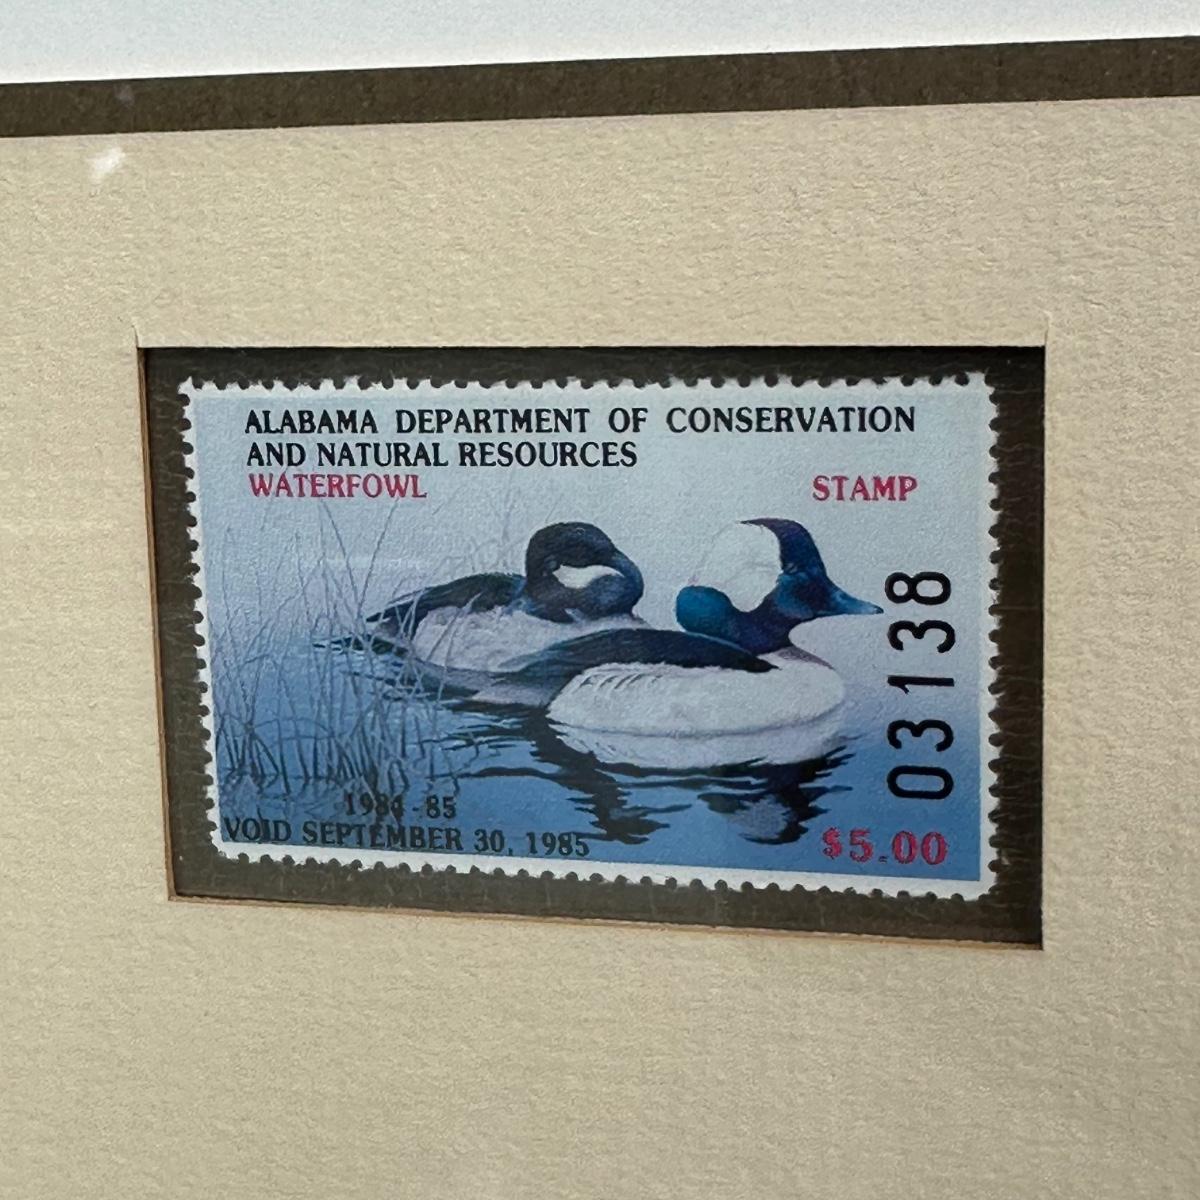 ALABAMA DEPARTMENT OF CONSERVATION
AND NATURAL RESOURCES
WATERFOWL STAMP
03138
1984-85
VOID SEPTEMBER 30, 1985
$5.00